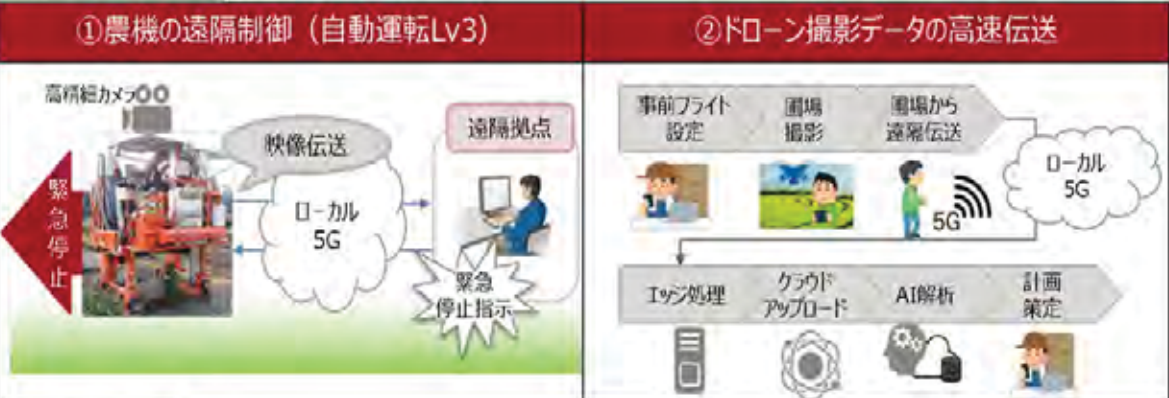 ①農機の遠隔制御（自動運転Lv3）
高精細カメラ
映像伝送
遠隔拠点
緊急停止
ローカル
5G
緊急
停止指示
②ドローン撮影データの高速伝送
事前フライト
設定
圃場
撮影
圃場から
遠隔伝送
5G
ローカル
5G
エッジ処理
クラウド
アップロード
AI解析
計画
策定